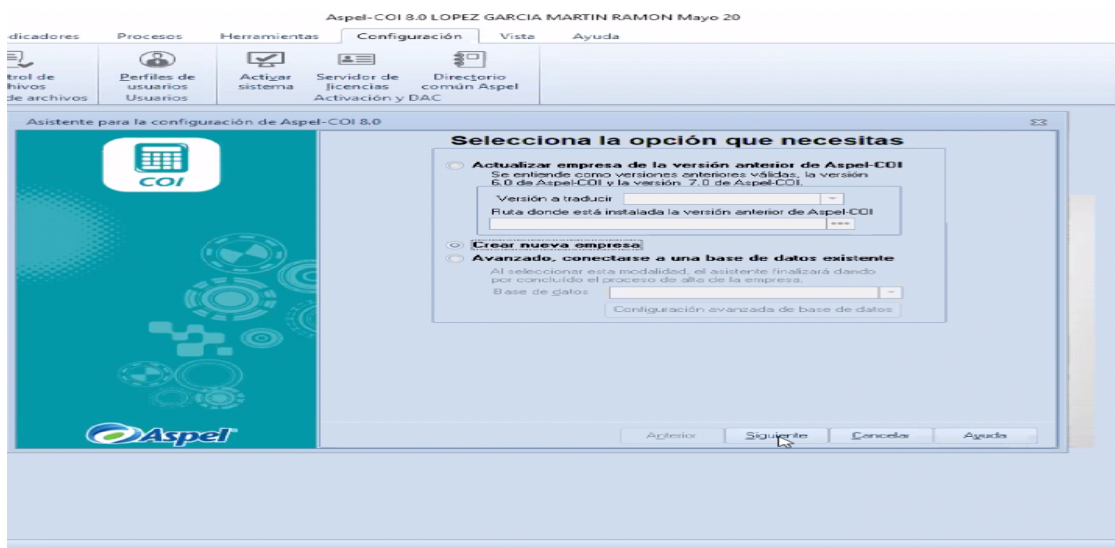 Aspel-COI 8.0 LOPEZ GARCIA MARTIN RAMON Mayo 20
dicadores Procesos Herramientas Configuración Vista Ayuda
trol de Perfiles de Activar Servidor de Directorio
hivos usuarios sistema licencias común Aspel
de archivos Usuarios Activación y DAC
Asistente para la configuración de Aspel-COI 8.0
COI
Selecciona la opción que necesitas
Actualizar empresa de la versión anterior de Aspel-COI
Se entiende como versiones anteriores válidas, la versión
6.0 de Aspel-COI y la versión 7.0 de Aspel-COI.
Versión a traducir
Ruta donde está instalada la versión anterior de Aspel-COI
Crear nueva empresa
Avanzado, conectarse a una base de datos existente
Al seleccionar esta modalidad, el asistente finalizará dando
por concluido el proceso de alta de la empresa.
Base de datos
Configuración avanzada de base de datos
Aspel
Anterior Siguiente Cancelar Ayuda